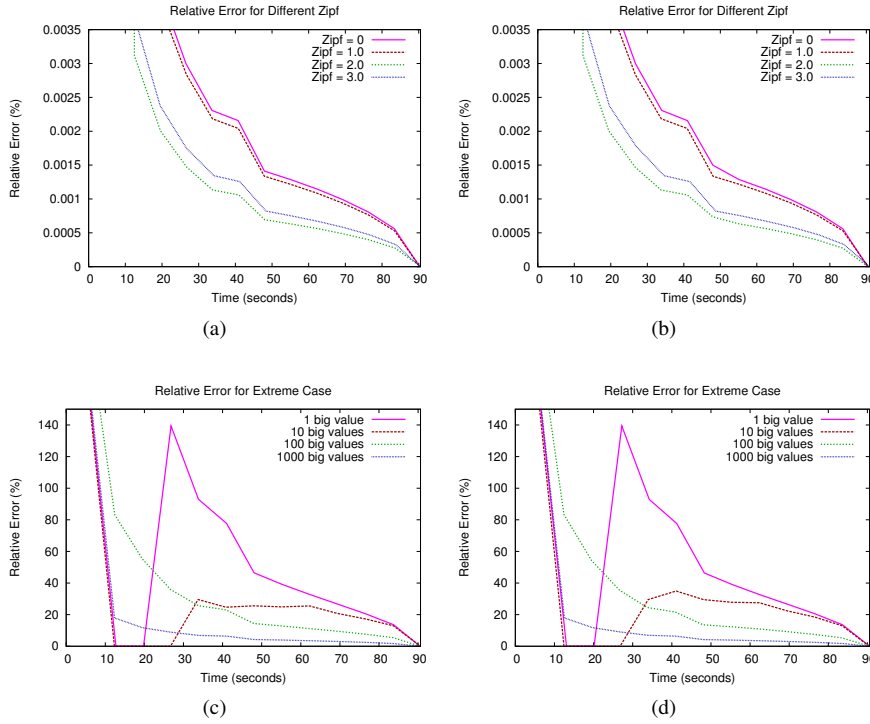 Relative Error for Different Zipf
Relative Error (%)
0.0035
0.003
0.0025
0.002
0.0015
0.001
0.0005
0
Zipf = 0
Zipf = 1.0
Zipf = 2.0
Zipf = 3.0
0 10 20 30 40 50 60 70 80 90
Time (seconds)
(a)
Relative Error for Different Zipf
Relative Error (%)
0.0035
0.003
0.0025
0.002
0.0015
0.001
0.0005
0
Zipf = 0
Zipf = 1.0
Zipf = 2.0
Zipf = 3.0
0 10 20 30 40 50 60 70 80 90
Time (seconds)
(b)
Relative Error for Extreme Case
Relative Error (%)
140
120
100
80
60
40
20
0
1 big value
10 big values
100 big values
1000 big values
0 10 20 30 40 50 60 70 80 90
Time (seconds)
(c)
Relative Error for Extreme Case
Relative Error (%)
140
120
100
80
60
40
20
0
1 big value
10 big values
100 big values
1000 big values
0 10 20 30 40 50 60 70 80 90
Time (seconds)
(d)